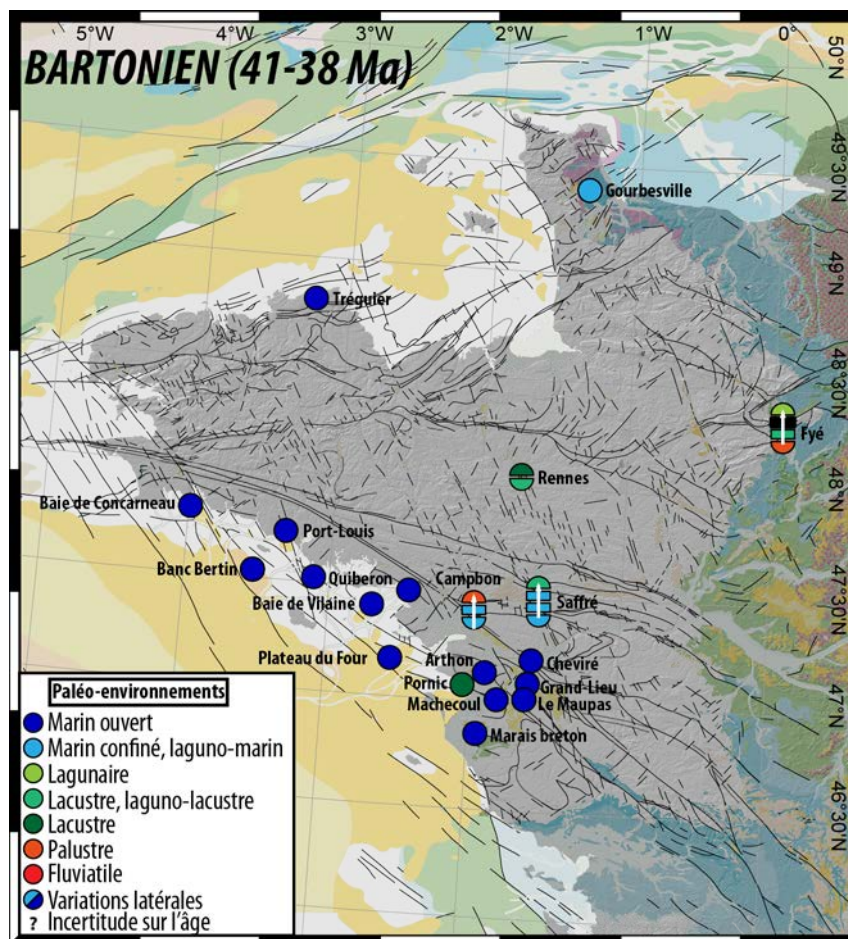 5°W
4°W
3°W
2°W
1°W
0°
50°N
BARTONIEN (41-38 Ma)
49°30'N
Gourbesville
49°N
Tréguier
48°30'N
Fyé
Rennes
48°N
Baie de Concarneau
Port-Louis
Banc Bertin
Quiberon
Campbon
47°30'N
Baie de Vilaine
Saffré
Plateau du Four
Arthon
Cheviré
Pornic
Grand-Lieu
Machecoul
Le Maupas
47°N
Marais breton
46°30'N
Paléo-environnements
Marin ouvert
Marin confiné, laguno-marin
Lagunaire
Lacustre, laguno-lacustre
Lacustre
Palustre
Fluviatile
Variations latérales
? Incertitude sur l'âge